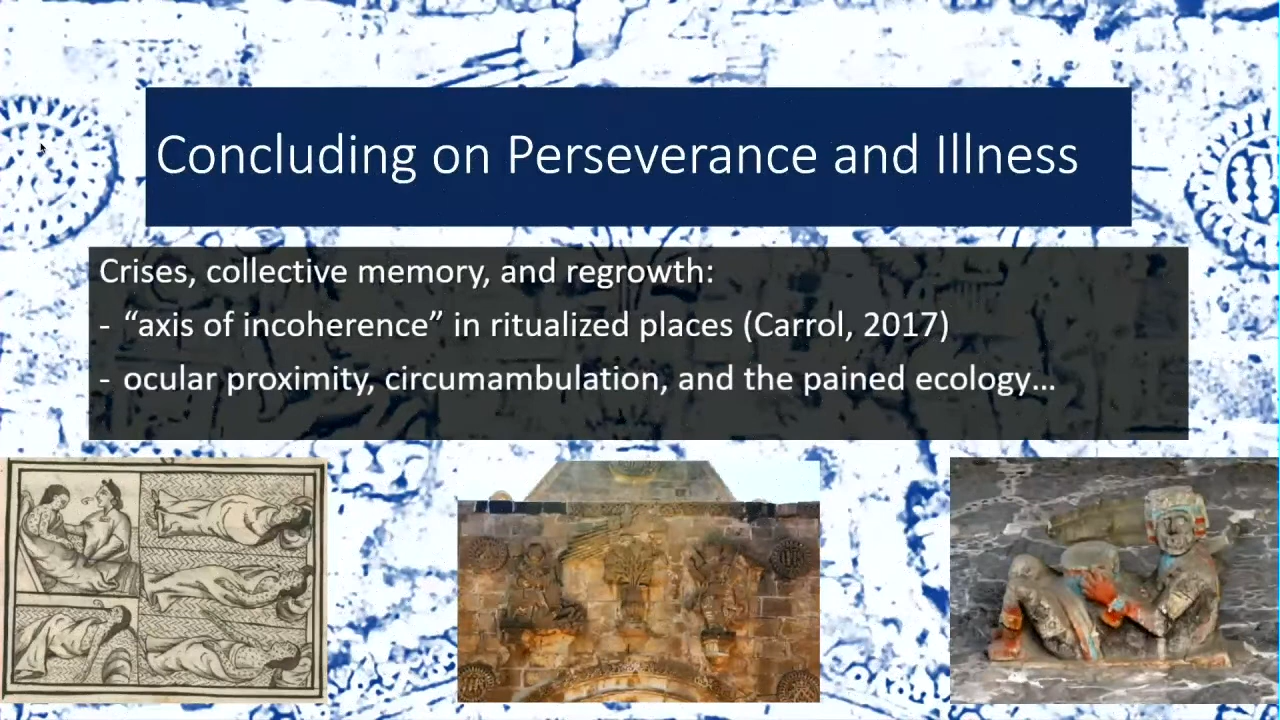 Concluding on Perseverance and Illness
Crises, collective memory, and regrowth:
- “axis of incoherence” in ritualized places (Carrol, 2017)
- ocular proximity, circumambulation, and the pained ecology…